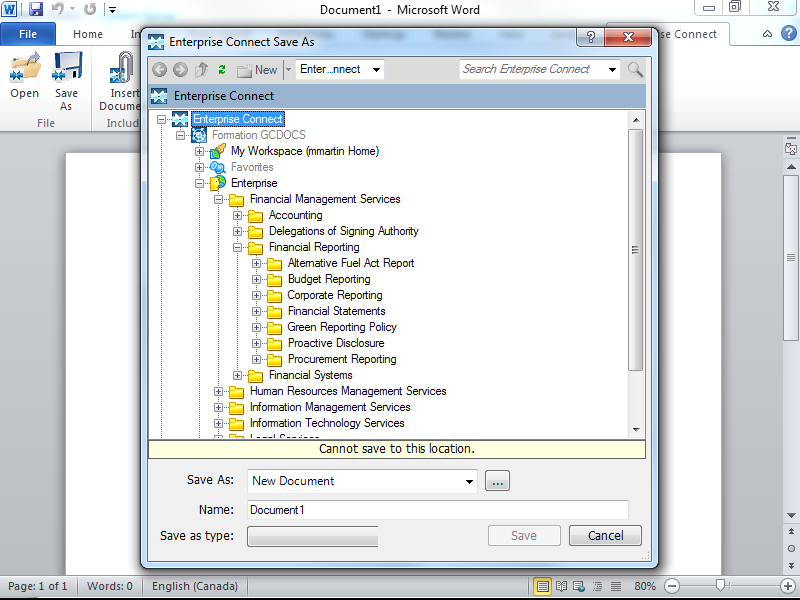 Document1 - Microsoft Word
File Home In se Connect
Open Save As Insert Docume
File Includ
Enterprise Connect Save As
New Enter...nnect Search Enterprise Connect
Enterprise Connect
Enterprise Connect
Formation GCDOCS
My Workspace (mmartin Home)
Favorites
Enterprise
Financial Management Services
Accounting
Delegations of Signing Authority
Financial Reporting
Alternative Fuel Act Report
Budget Reporting
Corporate Reporting
Financial Statements
Green Reporting Policy
Proactive Disclosure
Procurement Reporting
Financial Systems
Human Resources Management Services
Information Management Services
Information Technology Services
Legal Services
Cannot save to this location.
Save As: New Document ...
Name: Document1
Save as type: Save Cancel
Page: 1 of 1 Words: 0 English (Canada) 80%